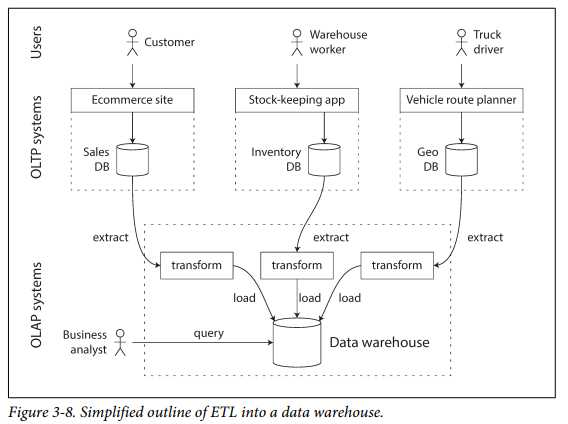 Users
Customer
Warehouse
worker
Truck
driver
OLTP systems
Ecommerce site
Stock-keeping app
Vehicle route planner
Sales
DB
Inventory
DB
Geo
DB
extract
extract
extract
OLAP systems
transform
transform
transform
load
load
load
Business
analyst
query
Data warehouse
Figure 3-8. Simplified outline of ETL into a data warehouse.